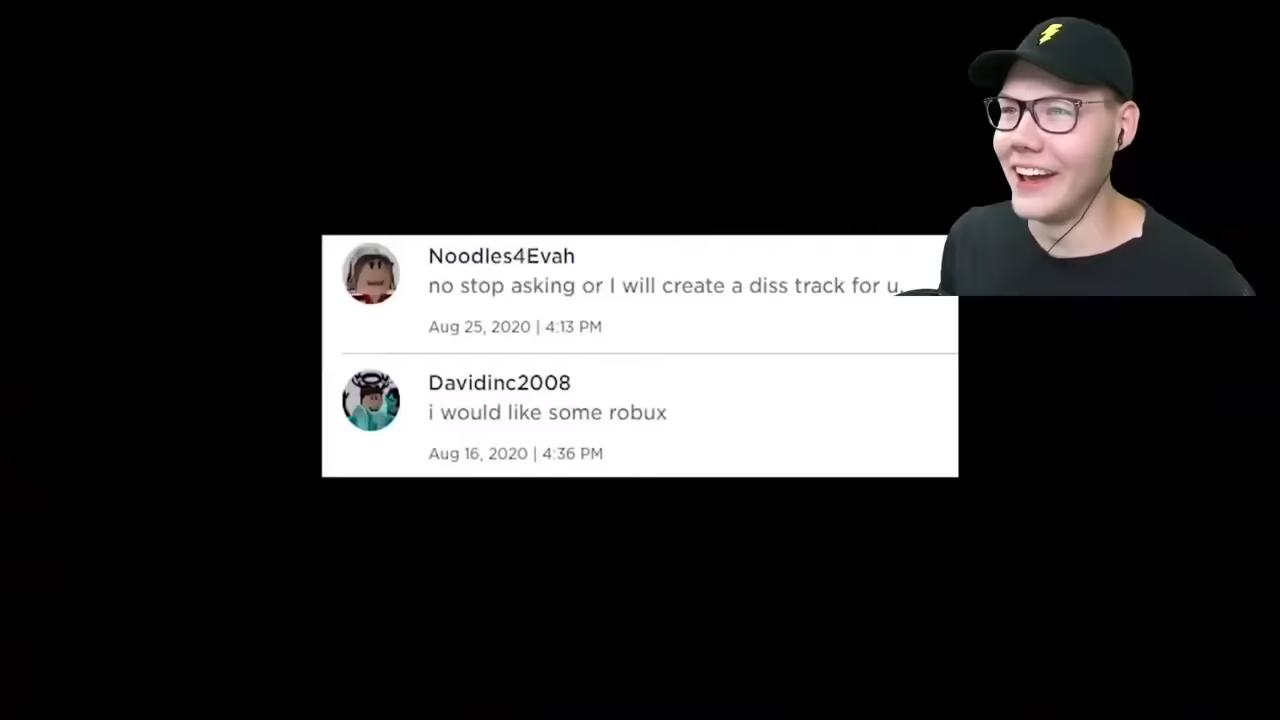 Noodles4Evah
no stop asking or I will create a diss track for u.
Aug 25, 2020 | 4:13 PM
Davidinc2008
i would like some robux
Aug 16, 2020 | 4:36 PM